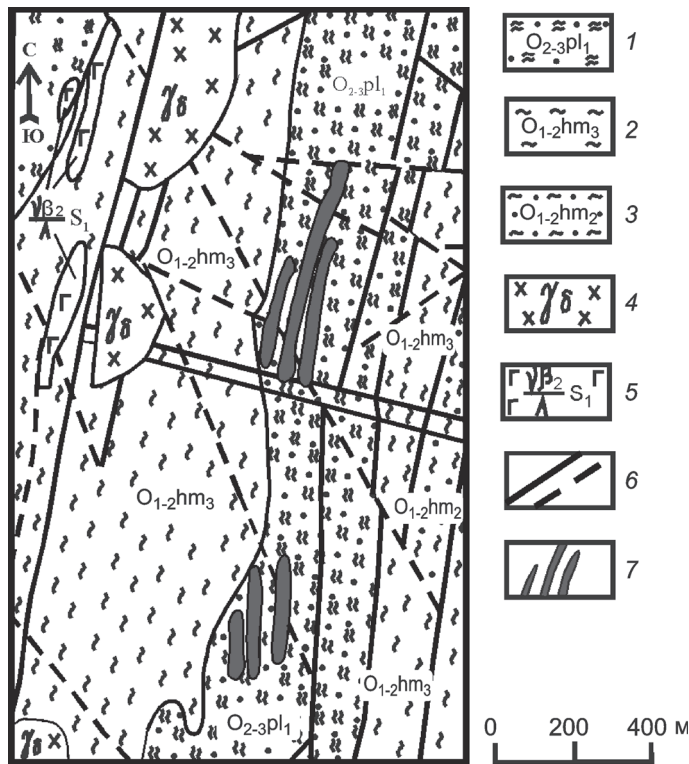 С
Ю
γδ
Г
Г
γβ₂/λ S₁
Г
Г
γδ
O₂₋₃pl₁
O₁₋₂hm₃
O₁₋₂hm₃
O₁₋₂hm₃
O₁₋₂hm₂
O₁₋₂hm₃
O₂₋₃pl₁
γδ
O₂₋₃pl₁ 1
O₁₋₂hm₃ 2
O₁₋₂hm₂ 3
γδ 4
Г γβ₂/λ S₁ Г Г 5
6
7
0 200 400 м